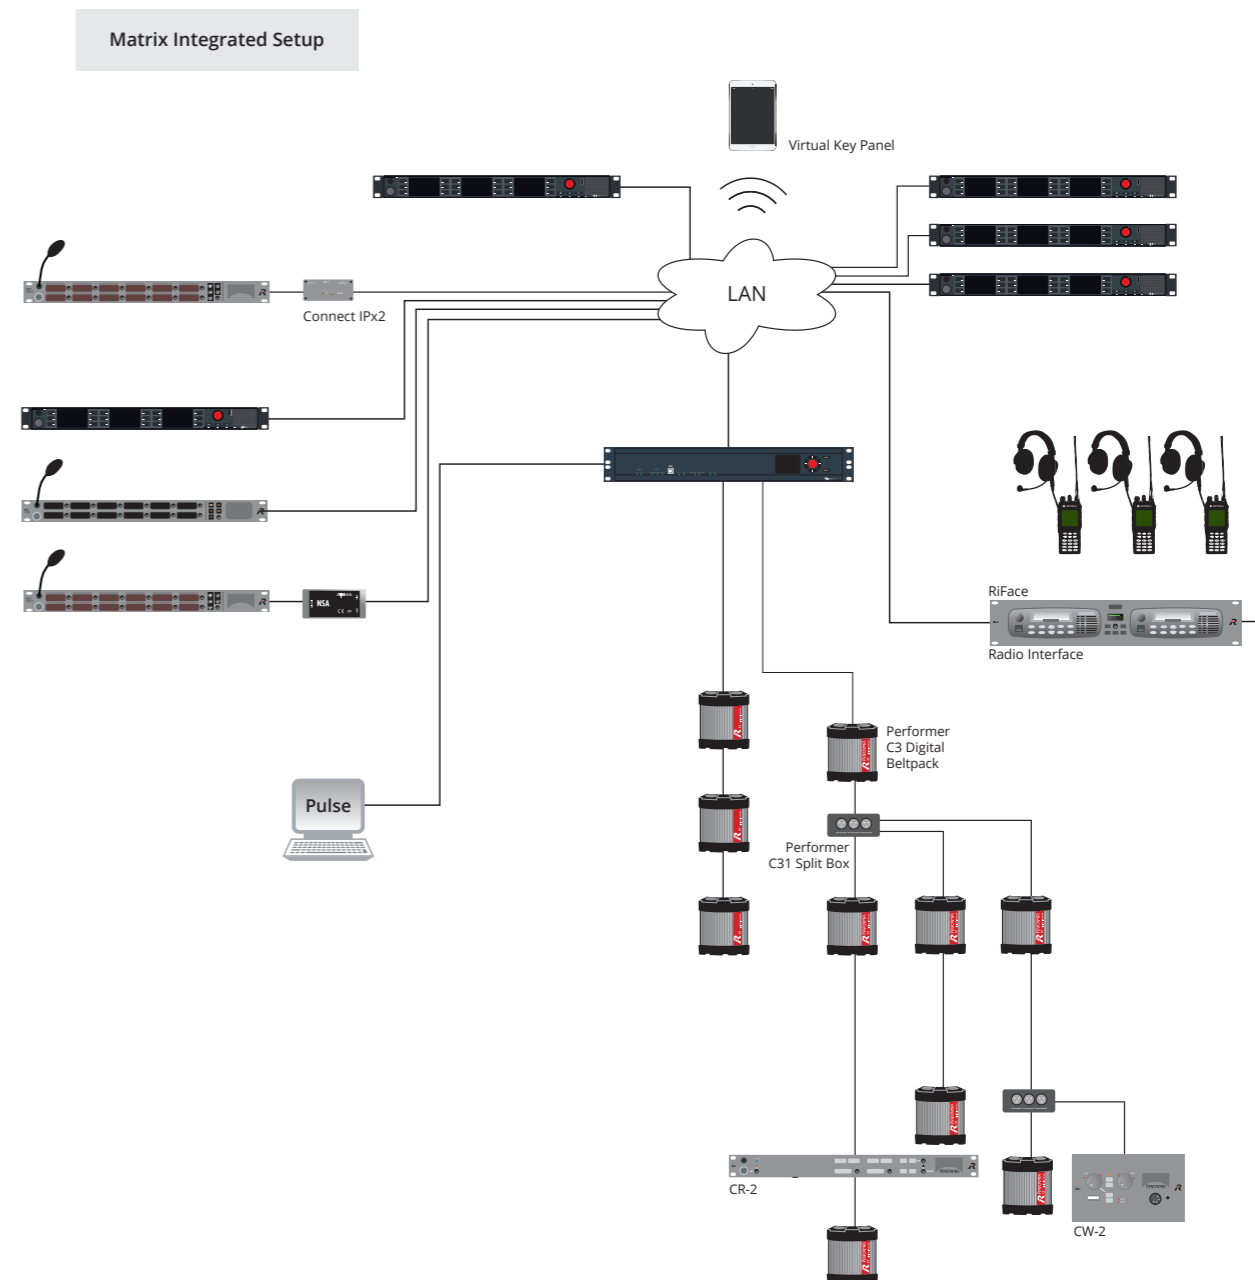 Matrix Integrated Setup
Virtual Key Panel
LAN
Connect IPx2
NSA
RiFace
Radio Interface
Performer
C3 Digital
Beltpack
Pulse
Performer
C31 Split Box
CR-2
CW-2